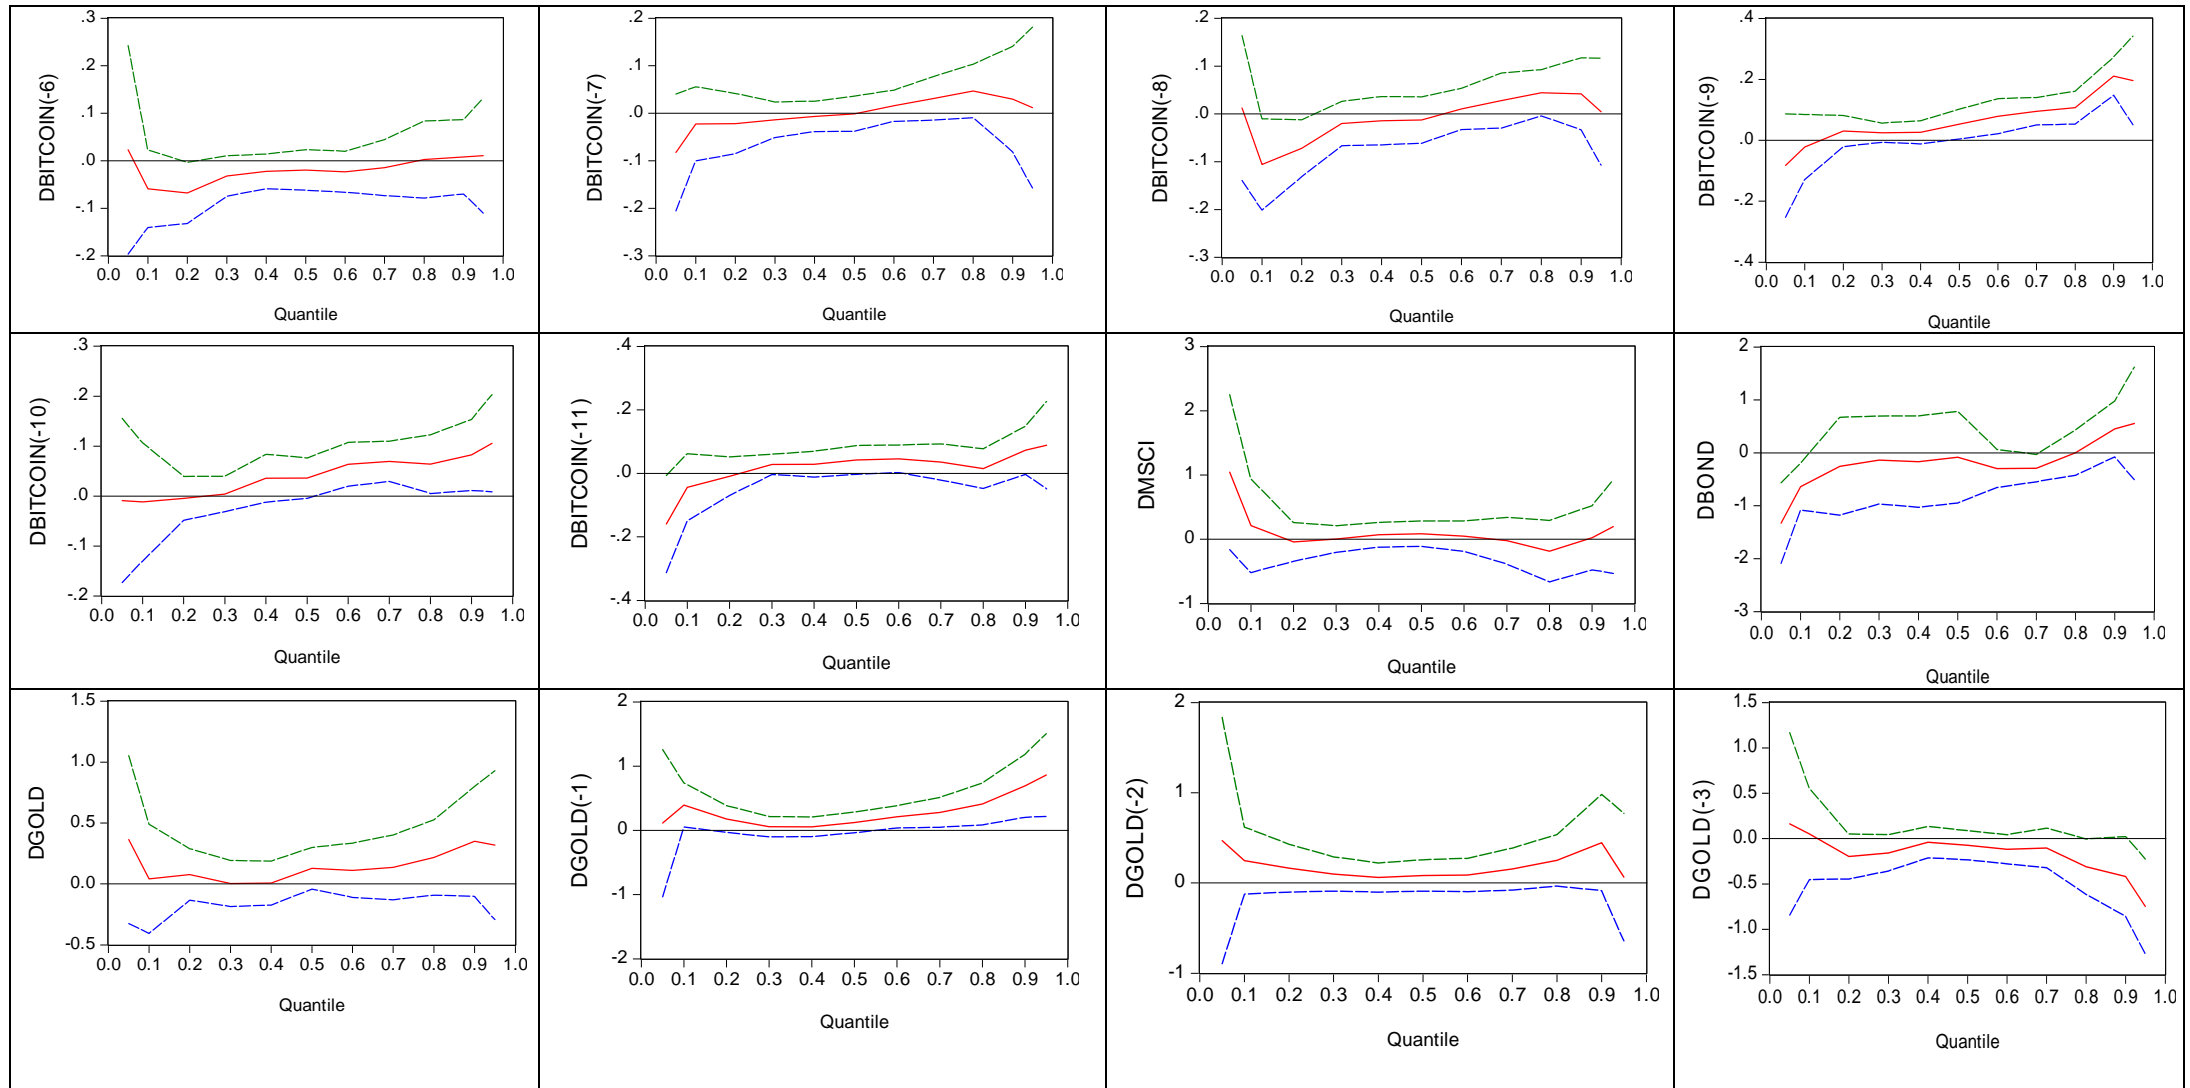 .3
.2
.1
.0
-.1
-.2
DBITCOIN(-6)
0.0 0.1 0.2 0.3 0.4 0.5 0.6 0.7 0.8 0.9 1.0
Quantile
.2
.1
.0
-.1
-.2
-.3
DBITCOIN(-7)
0.0 0.1 0.2 0.3 0.4 0.5 0.6 0.7 0.8 0.9 1.0
Quantile
.2
.1
.0
-.1
-.2
-.3
DBITCOIN(-8)
0.0 0.1 0.2 0.3 0.4 0.5 0.6 0.7 0.8 0.9 1.0
Quantile
.4
.2
.0
-.2
-.4
DBITCOIN(-9)
0.0 0.1 0.2 0.3 0.4 0.5 0.6 0.7 0.8 0.9 1.0
Quantile
.3
.2
.1
.0
-.1
-.2
DBITCOIN(-10)
0.0 0.1 0.2 0.3 0.4 0.5 0.6 0.7 0.8 0.9 1.0
Quantile
.4
.2
.0
-.2
-.4
DBITCOIN(-11)
0.0 0.1 0.2 0.3 0.4 0.5 0.6 0.7 0.8 0.9 1.0
Quantile
3
2
1
0
-1
DMSCI
0.0 0.1 0.2 0.3 0.4 0.5 0.6 0.7 0.8 0.9 1.0
Quantile
2
1
0
-1
-2
-3
DBOND
0.0 0.1 0.2 0.3 0.4 0.5 0.6 0.7 0.8 0.9 1.0
Quantile
1.5
1.0
0.5
0.0
-0.5
DGOLD
0.0 0.1 0.2 0.3 0.4 0.5 0.6 0.7 0.8 0.9 1.0
Quantile
2
1
0
-1
-2
DGOLD(-1)
0.0 0.1 0.2 0.3 0.4 0.5 0.6 0.7 0.8 0.9 1.0
Quantile
2
1
0
-1
DGOLD(-2)
0.0 0.1 0.2 0.3 0.4 0.5 0.6 0.7 0.8 0.9 1.0
Quantile
1.5
1.0
0.5
0.0
-0.5
-1.0
-1.5
DGOLD(-3)
0.0 0.1 0.2 0.3 0.4 0.5 0.6 0.7 0.8 0.9 1.0
Quantile